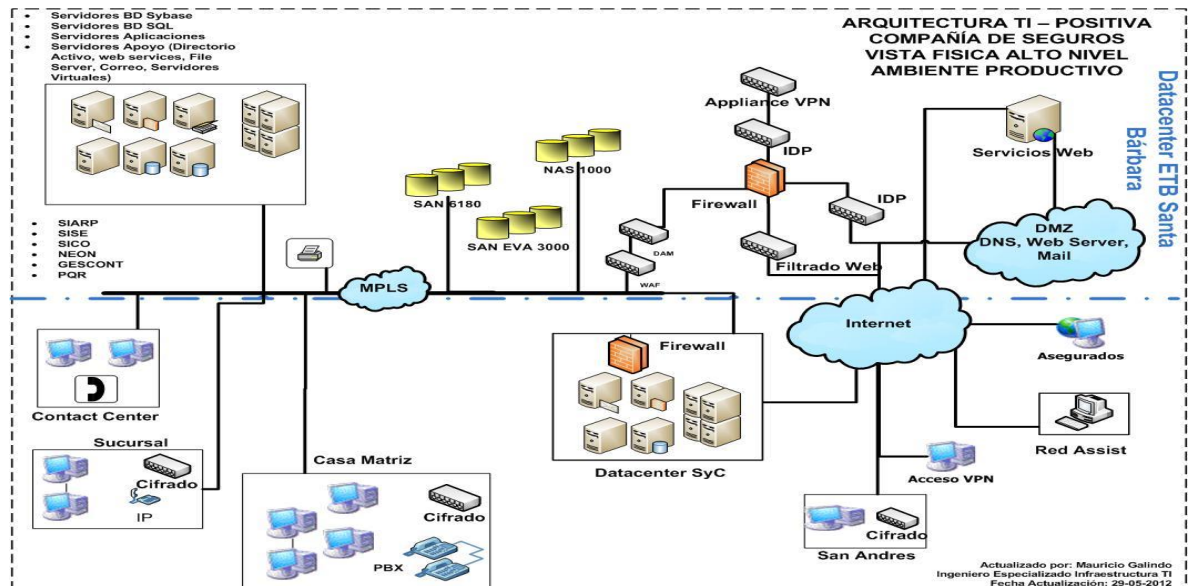 Servidores BD Sybase
Servidores BD SQL
Servidores Aplicaciones
Servidores Apoyo (Directorio
Activo, web services, File
Server, Correo, Servidores
Virtuales)
ARQUITECTURA TI – POSITIVA
COMPAÑÍA DE SEGUROS
VISTA FISICA ALTO NIVEL
AMBIENTE PRODUCTIVO
Datacenter ETB Santa
Bárbara
Appliance VPN
IDP
Servicios Web
NAS 1000
SAN 6180
SAN EVA 3000
Firewall
IDP
DMZ
DNS, Web Server,
Mail
DAM
Filtrado Web
WAF
SIARP
SISE
SICO
NEON
GESCONT
PQR
MPLS
Internet
Firewall
Asegurados
Contact Center
Datacenter SyC
Red Assist
Sucursal
Cifrado
IP
Casa Matriz
Cifrado
PBX
Acceso VPN
Cifrado
San Andres
Actualizado por: Mauricio Galindo
Ingeniero Especializado Infraestructura TI
Fecha Actualización: 29-05-2012